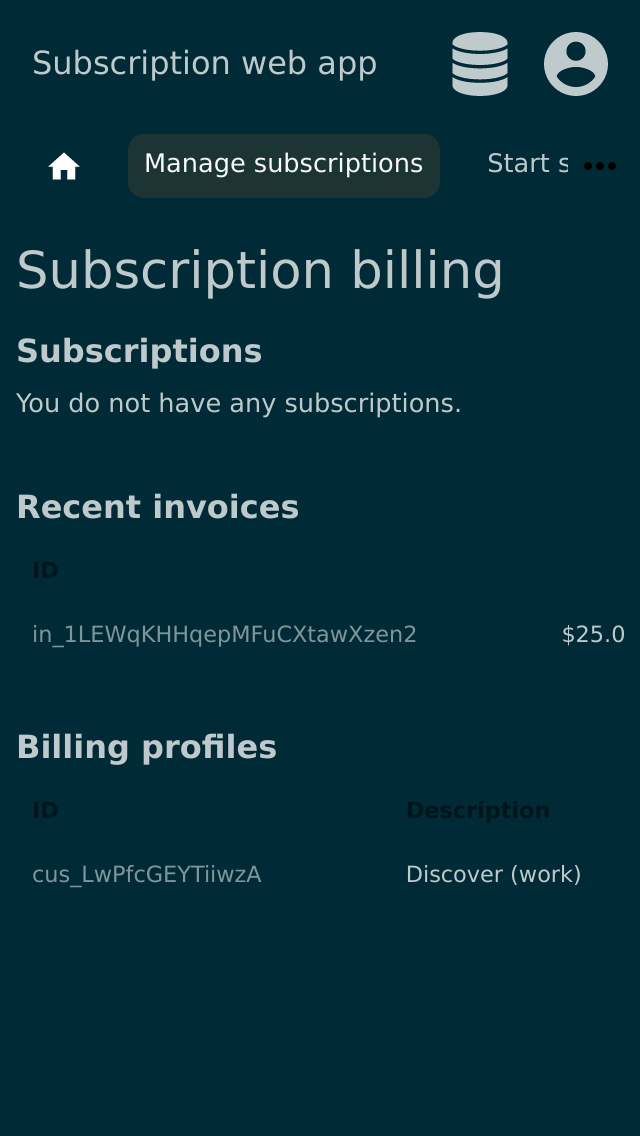 Subscription web app
Manage subscriptions
Start s
Subscription billing
Subscriptions
You do not have any subscriptions.
Recent invoices
ID
in_1LEWqKHHqepMFuCXtawXzen2 $25.0
Billing profiles
ID Description
cus_LwPfcGEYTiiwzA Discover (work)